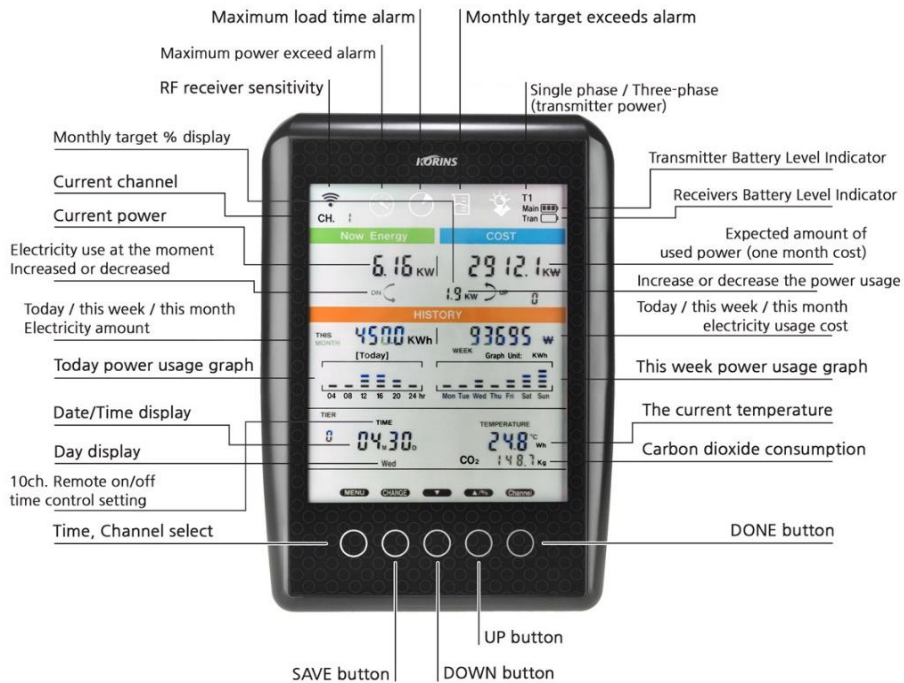 Maximum load time alarm
Monthly target exceeds alarm
Maximum power exceed alarm
RF receiver sensitivity
Single phase / Three-phase
(transmitter power)
Monthly target % display
Current channel
Current power
Electricity use at the moment
Increased or decreased
Today / this week / this month
Electricity amount
Today power usage graph
Date/Time display
Day display
10ch. Remote on/off
time control setting
Time, Channel select
KORINS
T1
Main
Tran
CH. 1
Now Energy
COST
6.16 KW
2912.1 K₩
DN
1.9 KW
UP
0
HISTORY
THIS
MONTH
450.0 KWh
93695 ₩
WEEK
[Today]
Graph Unit: KWh
04 08 12 16 20 24 hr
Mon Tue Wed Thu Fri Sat Sun
TIER
0
TIME
04.M30.D
Wed
TEMPERATURE
24.8 °C
Wh
CO₂ 148.7 Kg
MENU
CHANGE
▼
▲/%
Channel
Transmitter Battery Level Indicator
Receivers Battery Level Indicator
Expected amount of
used power (one month cost)
Increase or decrease the power usage
Today / this week / this month
electricity usage cost
This week power usage graph
The current temperature
Carbon dioxide consumption
DONE button
UP button
SAVE button
DOWN button